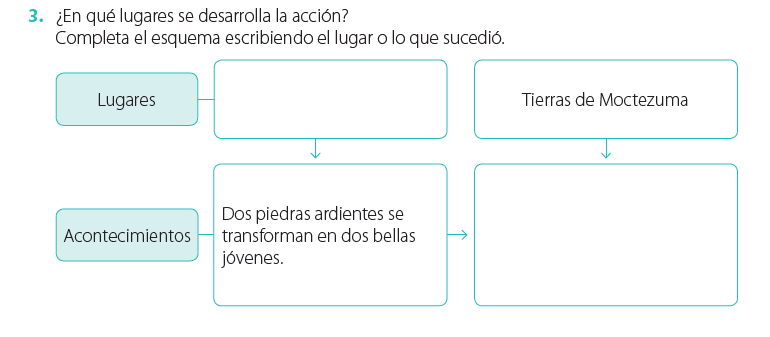 3. ¿En qué lugares se desarrolla la acción?
Completa el esquema escribiendo el lugar o lo que sucedió.
Lugares
Tierras de Moctezuma
Acontecimientos
Dos piedras ardientes se
transforman en dos bellas
jóvenes.